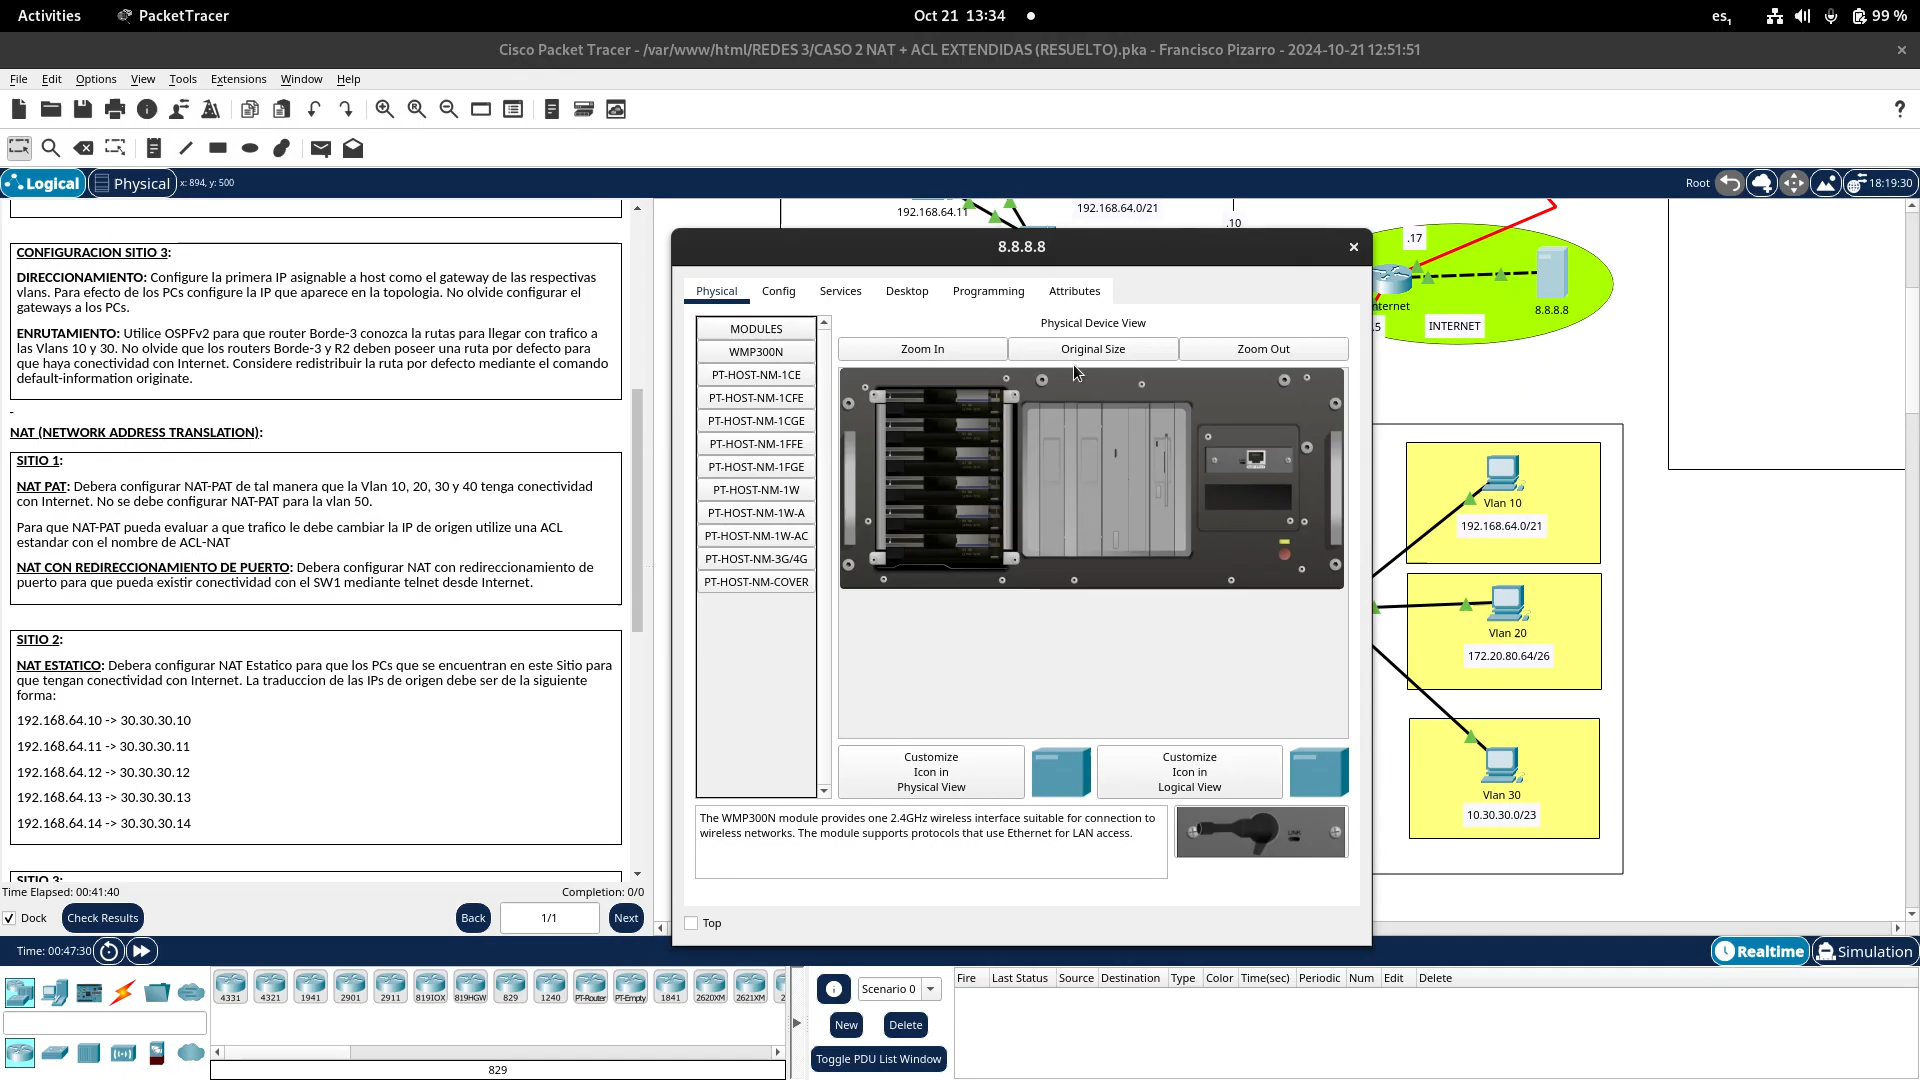 Activities
PacketTracer
Oct 21 13:34
es1
99 %
Cisco Packet Tracer - /var/www/html/REDES 3/CASO 2 NAT + ACL EXTENDIDAS (RESUELTO).pka - Francisco Pizarro - 2024-10-21 12:51:51
File Edit Options View Tools Extensions Window Help
Logical
Physical
x: 894, y: 500
Root
18:19:30
CONFIGURACION SITIO 3:
DIRECCIONAMIENTO: Configure la primera IP asignable a host como el gateway de las respectivas
vlans. Para efecto de los PCs configure la IP que aparece en la topologia. No olvide configurar el
gateways a los PCs.
ENRUTAMIENTO: Utilice OSPFv2 para que router Borde-3 conozca la rutas para llegar con trafico a
las Vlans 10 y 30. No olvide que los routers Borde-3 y R2 deben poseer una ruta por defecto para
que haya conectividad con Internet. Considere redistribuir la ruta por defecto mediante el comando
default-information originate.
-
NAT (NETWORK ADDRESS TRANSLATION):
SITIO 1:
NAT PAT: Debera configurar NAT-PAT de tal manera que la Vlan 10, 20, 30 y 40 tenga conectividad
con Internet. No se debe configurar NAT-PAT para la vlan 50.
Para que NAT-PAT pueda evaluar a que trafico le debe cambiar la IP de origen utilize una ACL
estandar con el nombre de ACL-NAT
NAT CON REDIRECCIONAMIENTO DE PUERTO: Debera configurar NAT con redireccionamiento de
puerto para que pueda existir conectividad con el SW1 mediante telnet desde Internet.
SITIO 2:
NAT ESTATICO: Debera configurar NAT Estatico para que los PCs que se encuentran en este Sitio para
que tengan conectividad con Internet. La traduccion de las IPs de origen debe ser de la siguiente
forma:
192.168.64.10 -> 30.30.30.10
192.168.64.11 -> 30.30.30.11
192.168.64.12 -> 30.30.30.12
192.168.64.13 -> 30.30.30.13
192.168.64.14 -> 30.30.30.14
SITIO 3:
Time Elapsed: 00:41:40
Completion: 0/0
Dock
Check Results
Back
1/1
Next
192.168.64.11
192.168.64.0/21
.10
8.8.8.8
Physical Config Services Desktop Programming Attributes
MODULES
WMP300N
PT-HOST-NM-1CE
PT-HOST-NM-1CFE
PT-HOST-NM-1CGE
PT-HOST-NM-1FFE
PT-HOST-NM-1FGE
PT-HOST-NM-1W
PT-HOST-NM-1W-A
PT-HOST-NM-1W-AC
PT-HOST-NM-3G/4G
PT-HOST-NM-COVER
Physical Device View
Zoom In
Original Size
Zoom Out
Customize
Icon in
Physical View
Customize
Icon in
Logical View
The WMP300N module provides one 2.4GHz wireless interface suitable for connection to
wireless networks. The module supports protocols that use Ethernet for LAN access.
LINK
Top
.17
nternet
.5
8.8.8.8
INTERNET
Vlan 10
192.168.64.0/21
Vlan 20
172.20.80.64/26
Vlan 30
10.30.30.0/23
Time: 00:47:30
Realtime
Simulation
4331 4321 1941 2901 2911 819IOX 819HGW 829 1240 PT-Router PT-Empty 1841 2620XM 2621XM 2
829
Scenario 0
New
Delete
Toggle PDU List Window
Fire Last Status Source Destination Type Color Time(sec) Periodic Num Edit Delete